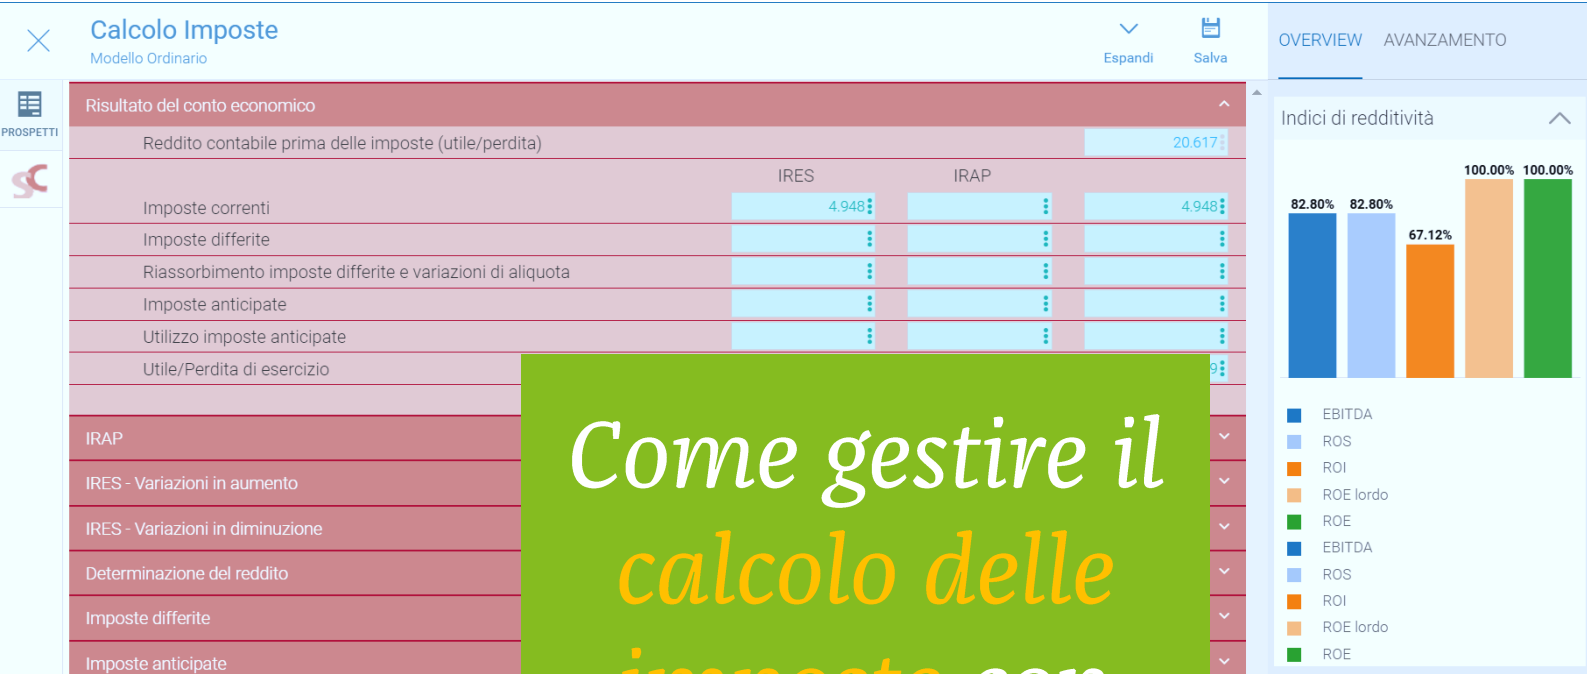 Calcolo Imposte
Modello Ordinario
Espandi
Salva
OVERVIEW AVANZAMENTO
PROSPETTI
SC
Risultato del conto economico
Reddito contabile prima delle imposte (utile/perdita) 20.617
IRES IRAP
Imposte correnti 4.948 4.948
Imposte differite
Riassorbimento imposte differite e variazioni di aliquota
Imposte anticipate
Utilizzo imposte anticipate
Utile/Perdita di esercizio 9
IRAP
IRES - Variazioni in aumento
IRES - Variazioni in diminuzione
Determinazione del reddito
Imposte differite
Imposte anticipate
Come gestire il
calcolo delle
imposte con
Indici di redditività
82.80% 82.80% 67.12% 100.00% 100.00%
EBITDA
ROS
ROI
ROE lordo
ROE
EBITDA
ROS
ROI
ROE lordo
ROE